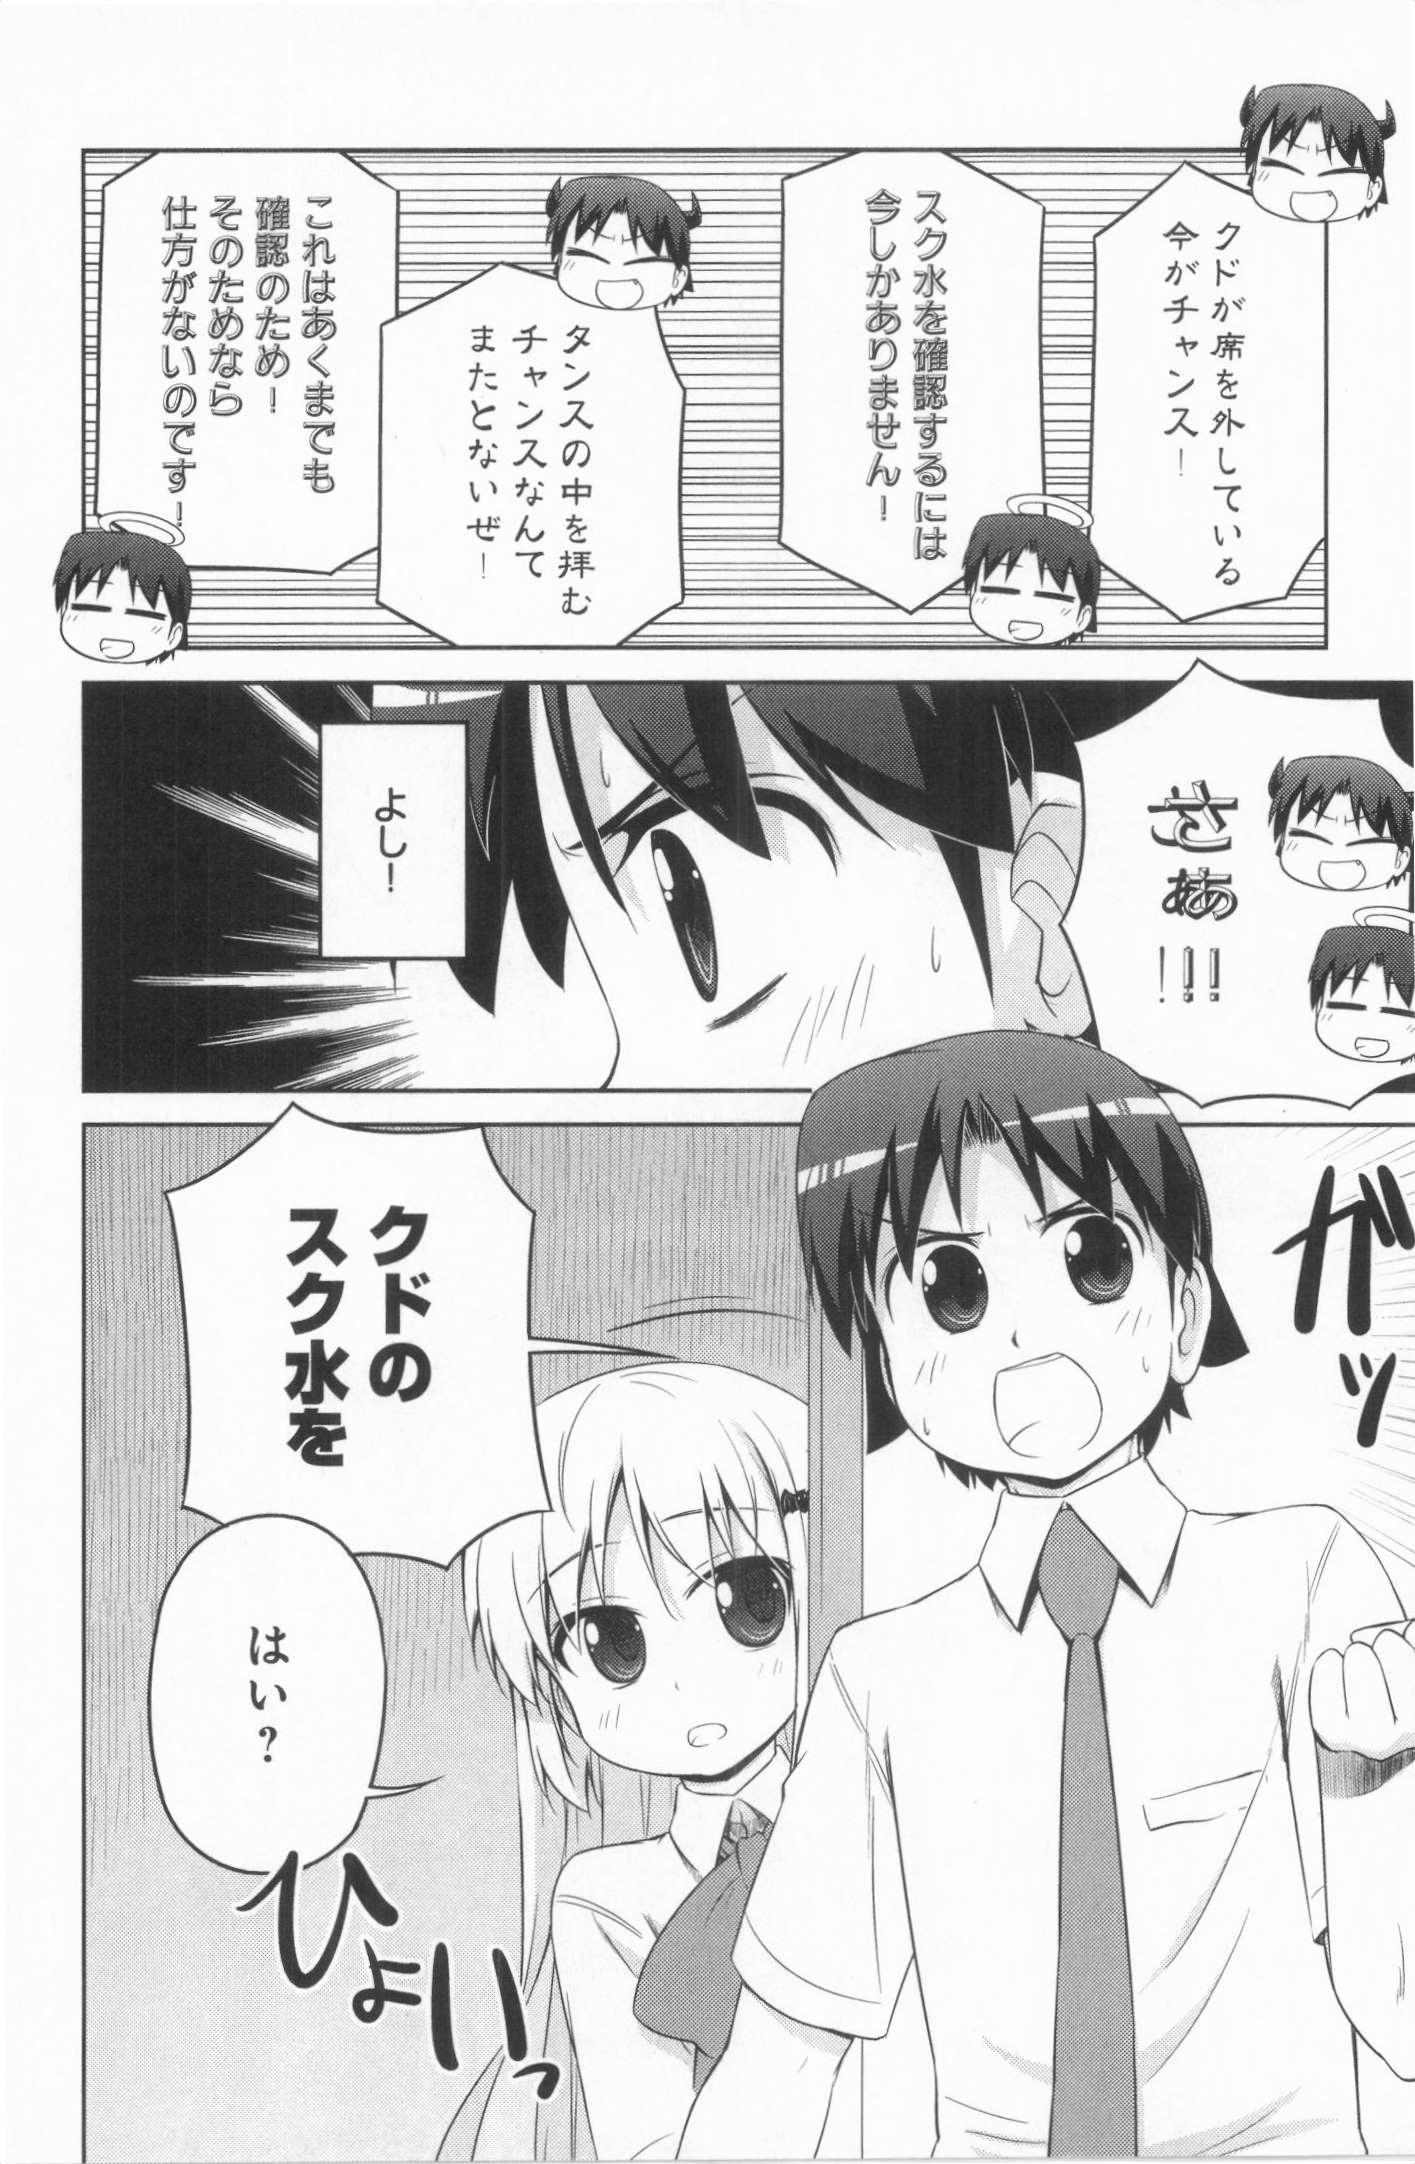 クドが席を外している
今がチャンス!
スク水を確認するには
今しかありません!
タンスの中を拝む
チャンスなんて
またとないぜ!
これはあくまでも
確認のため!
そのためなら
仕方がないのです!
さぁ!!!
よし!
ガッ
クドの
スク水を
はい?
ひょいっ